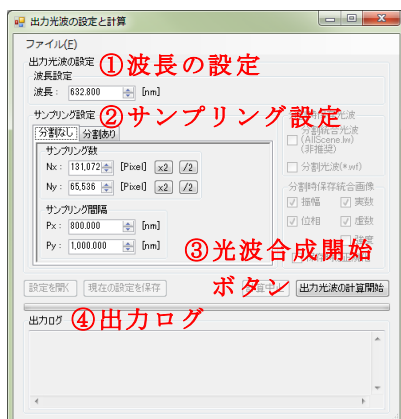 出力光波の設定と計算
ファイル(E)
出力光波の設定
①波長の設定
波長設定
波長： 632.800 [nm]
サンプリング設定
②サンプリング設定
分割なし 分割あり
サンプリング数
Nx： 131,072 [Pixel] x2 /2
Ny： 65,536 [Pixel] x2 /2
サンプリング間隔
Px： 800.000 [nm]
Py： 1,000.000 [nm]
光波
分割統合光波
(AllScene.lw)
(非推奨)
分割光波(*.wf)
分割時保存統合画像
振幅 実数
位相 虚数
強度
③光波合成開始
ボタン
設定を開く 現在の設定を保存 出力光波の計算開始
出力ログ
④出力ログ